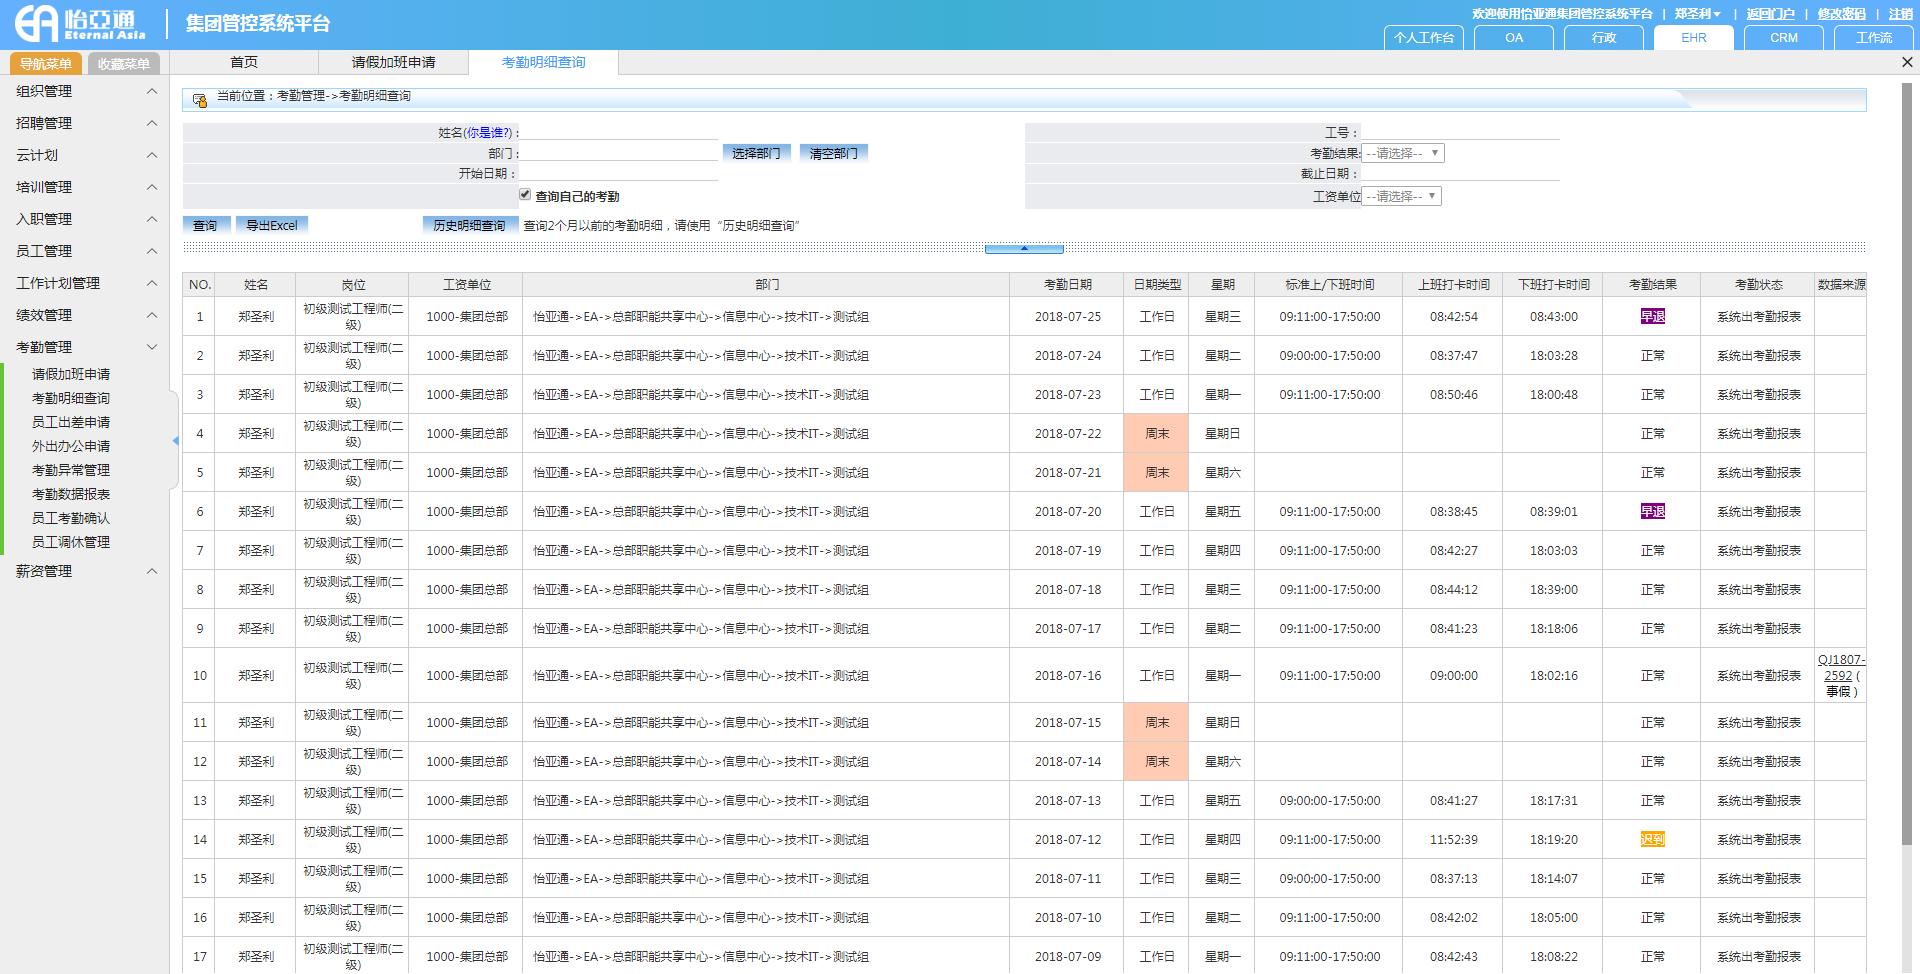 怡亞通
Eternal Asia
集团管控系统平台
欢迎使用怡亚通集团管控系统平台 | 郑圣利 | 返回门户 | 修改密码 | 注销
个人工作台 OA 行政 EHR CRM 工作流
导航菜单 收藏菜单
首页 请假加班申请 考勤明细查询
组织管理
招聘管理
云计划
培训管理
入职管理
员工管理
工作计划管理
绩效管理
考勤管理
请假加班申请
考勤明细查询
员工出差申请
外出办公申请
考勤异常管理
考勤数据报表
员工考勤确认
员工调休管理
薪资管理
当前位置：考勤管理->考勤明细查询
姓名(你是谁?)： 工号：
部门： 选择部门 清空部门 考勤结果: --请选择--
开始日期： 截止日期：
查询自己的考勤 工资单位 --请选择--
查询 导出Excel 历史明细查询 查询2个月以前的考勤明细，请使用“历史明细查询”
NO. 姓名 岗位 工资单位 部门 考勤日期 日期类型 星期 标准上/下班时间 上班打卡时间 下班打卡时间 考勤结果 考勤状态 数据来源
1 郑圣利 初级测试工程师(二级) 1000-集团总部 怡亚通->EA->总部职能共享中心->信息中心->技术IT->测试组 2018-07-25 工作日 星期三 09:11:00-17:50:00 08:42:54 08:43:00 早退 系统出考勤报表
2 郑圣利 初级测试工程师(二级) 1000-集团总部 怡亚通->EA->总部职能共享中心->信息中心->技术IT->测试组 2018-07-24 工作日 星期二 09:00:00-17:50:00 08:37:47 18:03:28 正常 系统出考勤报表
3 郑圣利 初级测试工程师(二级) 1000-集团总部 怡亚通->EA->总部职能共享中心->信息中心->技术IT->测试组 2018-07-23 工作日 星期一 09:11:00-17:50:00 08:50:46 18:00:48 正常 系统出考勤报表
4 郑圣利 初级测试工程师(二级) 1000-集团总部 怡亚通->EA->总部职能共享中心->信息中心->技术IT->测试组 2018-07-22 周末 星期日 正常 系统出考勤报表
5 郑圣利 初级测试工程师(二级) 1000-集团总部 怡亚通->EA->总部职能共享中心->信息中心->技术IT->测试组 2018-07-21 周末 星期六 正常 系统出考勤报表
6 郑圣利 初级测试工程师(二级) 1000-集团总部 怡亚通->EA->总部职能共享中心->信息中心->技术IT->测试组 2018-07-20 工作日 星期五 09:11:00-17:50:00 08:38:45 08:39:01 早退 系统出考勤报表
7 郑圣利 初级测试工程师(二级) 1000-集团总部 怡亚通->EA->总部职能共享中心->信息中心->技术IT->测试组 2018-07-19 工作日 星期四 09:11:00-17:50:00 08:42:27 18:03:03 正常 系统出考勤报表
8 郑圣利 初级测试工程师(二级) 1000-集团总部 怡亚通->EA->总部职能共享中心->信息中心->技术IT->测试组 2018-07-18 工作日 星期三 09:11:00-17:50:00 08:44:12 18:39:00 正常 系统出考勤报表
9 郑圣利 初级测试工程师(二级) 1000-集团总部 怡亚通->EA->总部职能共享中心->信息中心->技术IT->测试组 2018-07-17 工作日 星期二 09:11:00-17:50:00 08:41:23 18:18:06 正常 系统出考勤报表
10 郑圣利 初级测试工程师(二级) 1000-集团总部 怡亚通->EA->总部职能共享中心->信息中心->技术IT->测试组 2018-07-16 工作日 星期一 09:11:00-17:50:00 09:00:00 18:02:16 正常 系统出考勤报表 QJ1807-2592 (事假)
11 郑圣利 初级测试工程师(二级) 1000-集团总部 怡亚通->EA->总部职能共享中心->信息中心->技术IT->测试组 2018-07-15 周末 星期日 正常 系统出考勤报表
12 郑圣利 初级测试工程师(二级) 1000-集团总部 怡亚通->EA->总部职能共享中心->信息中心->技术IT->测试组 2018-07-14 周末 星期六 正常 系统出考勤报表
13 郑圣利 初级测试工程师(二级) 1000-集团总部 怡亚通->EA->总部职能共享中心->信息中心->技术IT->测试组 2018-07-13 工作日 星期五 09:00:00-17:50:00 08:41:27 18:17:31 正常 系统出考勤报表
14 郑圣利 初级测试工程师(二级) 1000-集团总部 怡亚通->EA->总部职能共享中心->信息中心->技术IT->测试组 2018-07-12 工作日 星期四 09:11:00-17:50:00 11:52:39 18:19:20 迟到 系统出考勤报表
15 郑圣利 初级测试工程师(二级) 1000-集团总部 怡亚通->EA->总部职能共享中心->信息中心->技术IT->测试组 2018-07-11 工作日 星期三 09:00:00-17:50:00 08:37:13 18:14:07 正常 系统出考勤报表
16 郑圣利 初级测试工程师(二级) 1000-集团总部 怡亚通->EA->总部职能共享中心->信息中心->技术IT->测试组 2018-07-10 工作日 星期二 09:11:00-17:50:00 08:42:02 18:05:00 正常 系统出考勤报表
17 郑圣利 初级测试工程师(二级) 1000-集团总部 怡亚通->EA->总部职能共享中心->信息中心->技术IT->测试组 2018-07-09 工作日 星期一 09:11:00-17:50:00 08:42:43 18:08:22 正常 系统出考勤报表